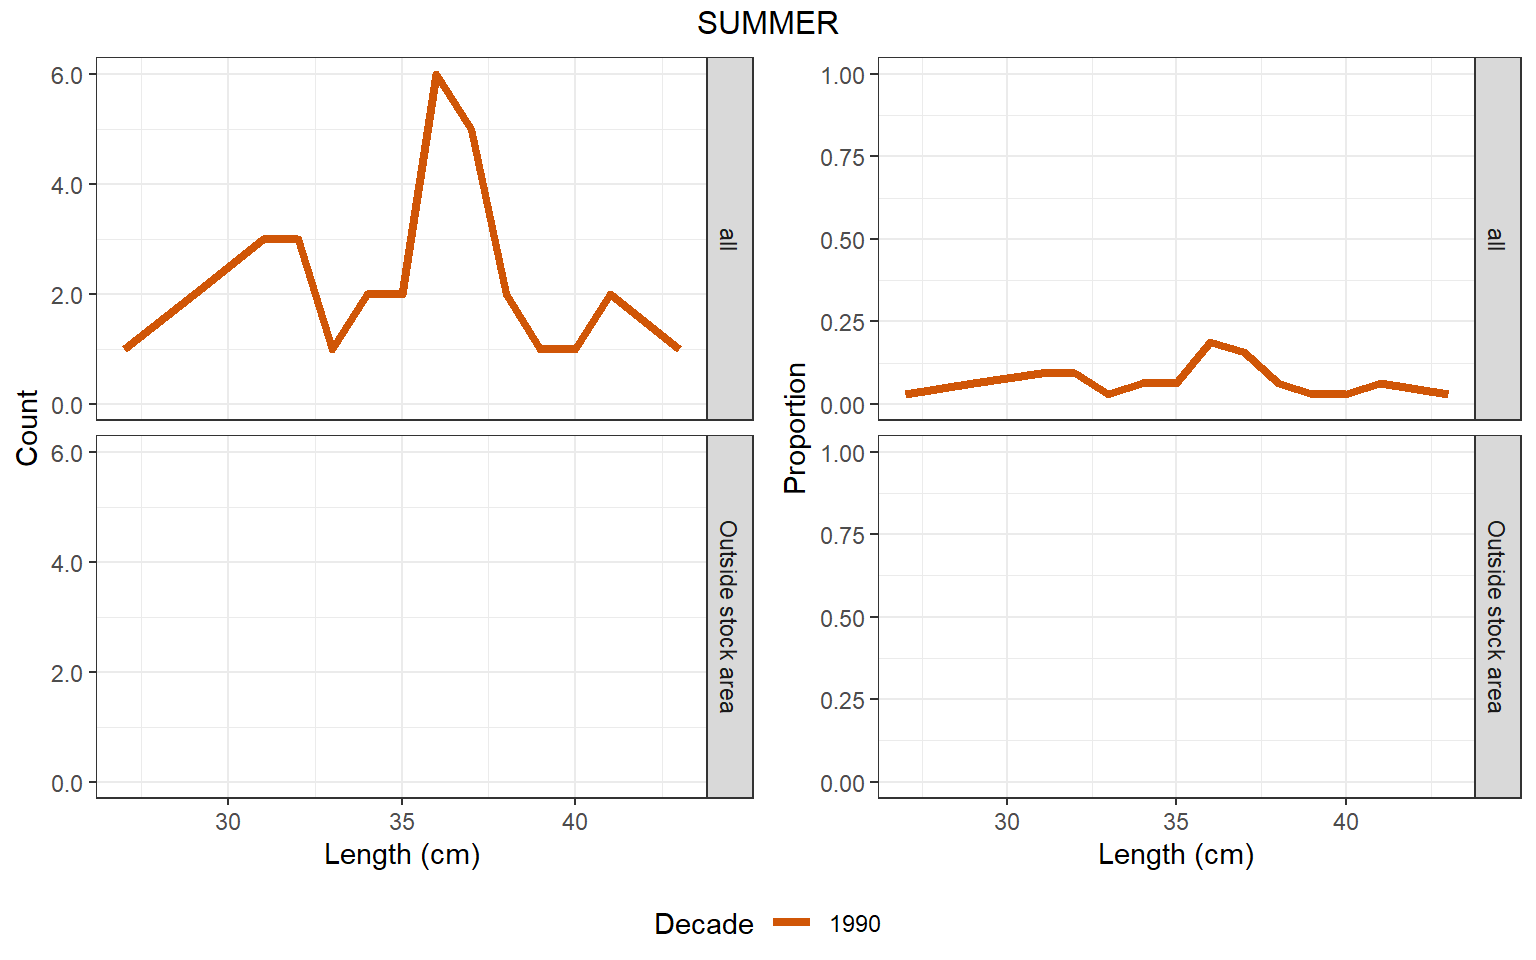 SUMMER
Count
6.0
4.0
2.0
0.0
all
6.0
4.0
2.0
0.0
Outside stock area
30 35 40
Length (cm)
Proportion
1.00
0.75
0.50
0.25
0.00
all
1.00
0.75
0.50
0.25
0.00
Outside stock area
30 35 40
Length (cm)
Decade 1990